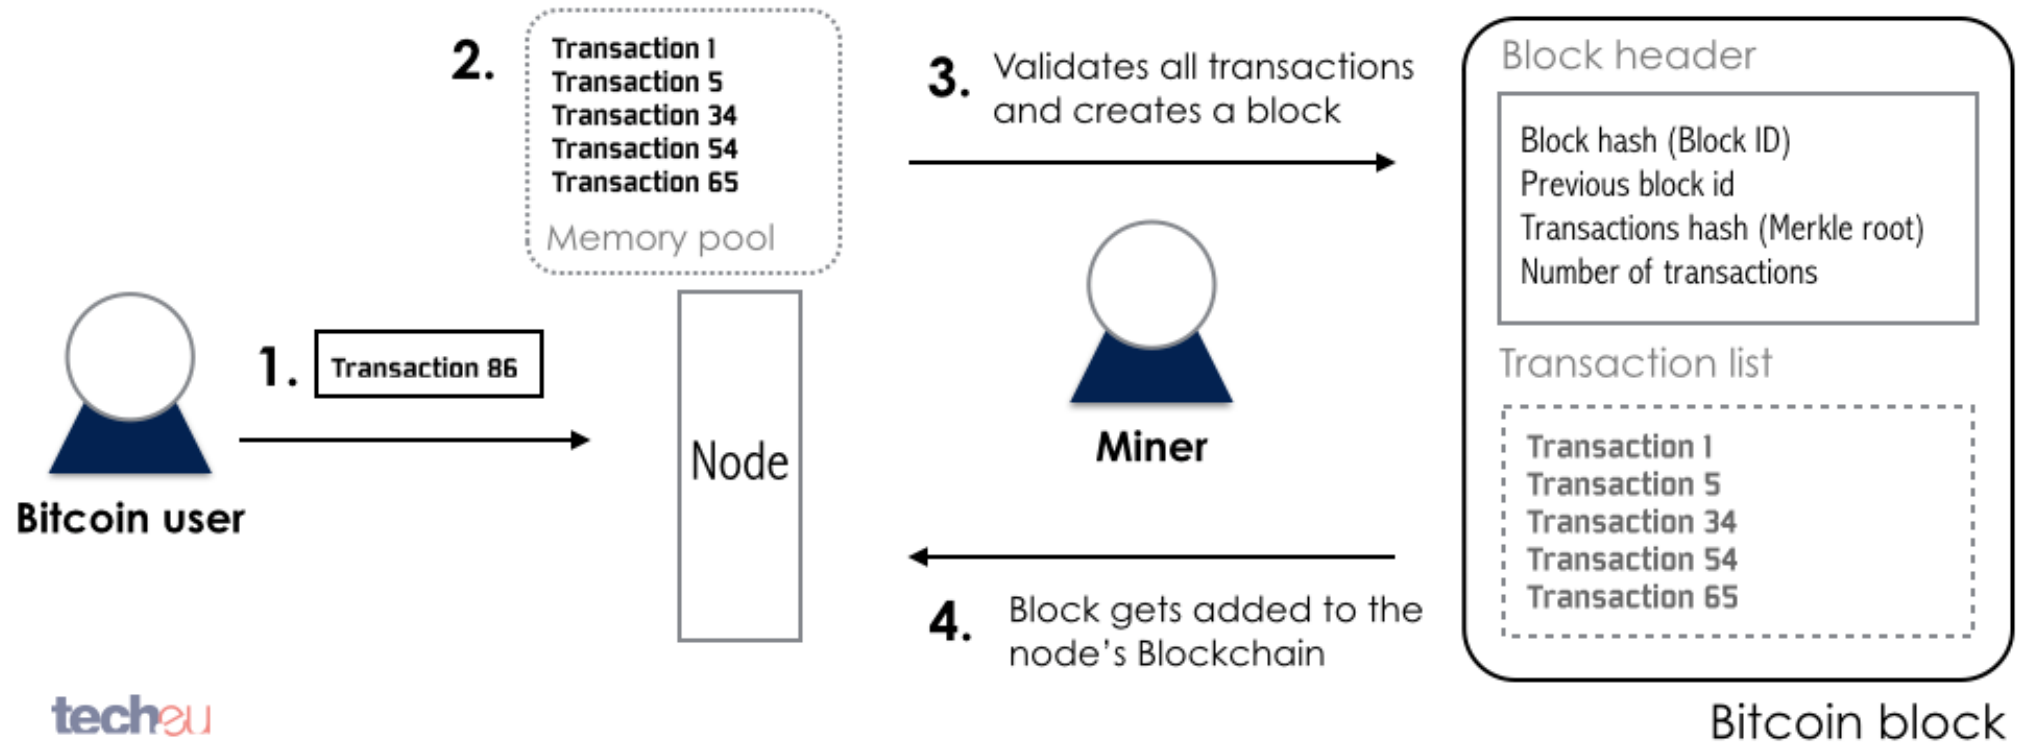 2.
Transaction 1
Transaction 5
Transaction 34
Transaction 54
Transaction 65
Memory pool
1.
Transaction 86
Bitcoin user
Node
3.
Validates all transactions
and creates a block
Miner
4.
Block gets added to the
node's Blockchain
Block header
Block hash (Block ID)
Previous block id
Transactions hash (Merkle root)
Number of transactions
Transaction list
Transaction 1
Transaction 5
Transaction 34
Transaction 54
Transaction 65
Bitcoin block
techeu